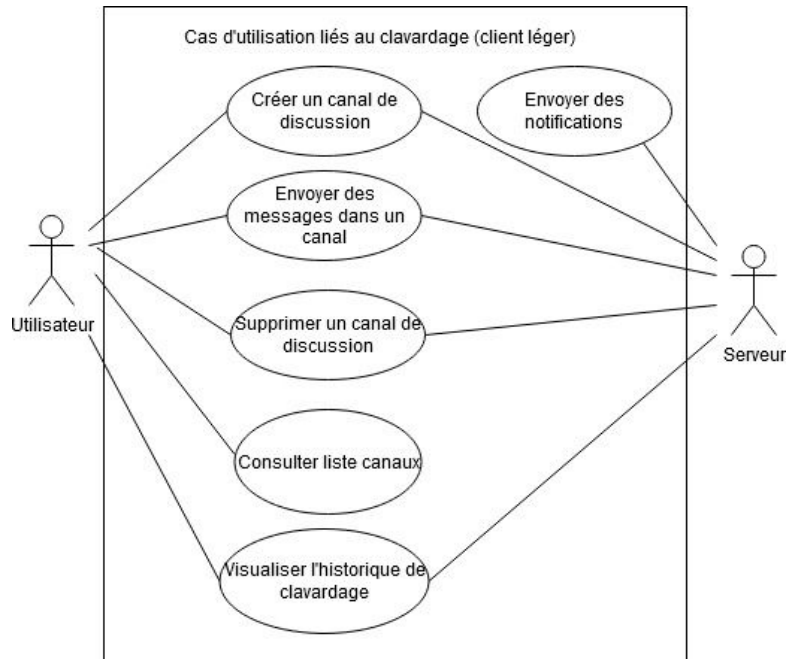 Cas d'utilisation liés au clavardage (client léger)
Créer un canal de
discussion
Envoyer des
notifications
Envoyer des
messages dans un
canal
Utilisateur
Supprimer un canal de
discussion
Serveur
Consulter liste canaux
Visualiser l'historique de
clavardage